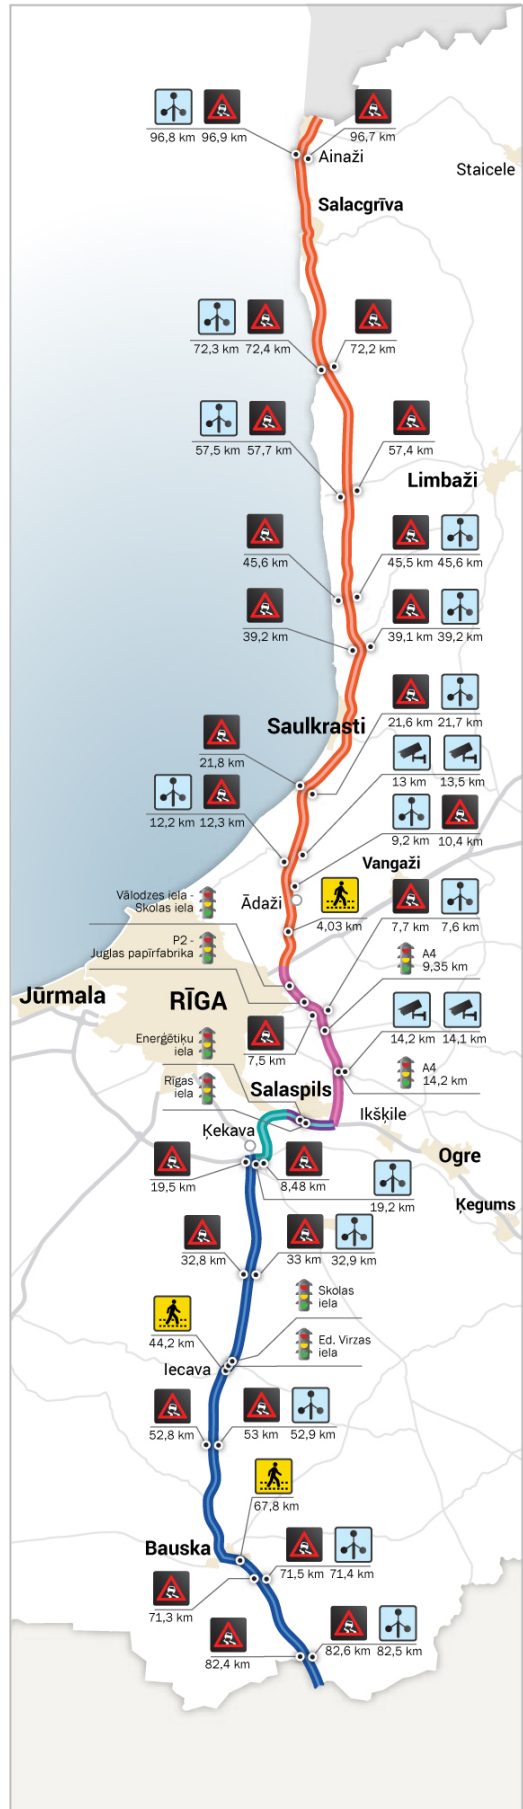 96,8 km 96,9 km
96,7 km
Ainaži
Staicele
Salacgrīva
72,3 km 72,4 km
72,2 km
57,5 km 57,7 km
57,4 km
Limbaži
45,6 km
45,5 km 45,6 km
39,2 km
39,1 km 39,2 km
21,6 km 21,7 km
Saulkrasti
21,8 km
13 km 13,5 km
12,2 km 12,3 km
9,2 km 10,4 km
Vangaži
Vālodzes iela -
Skolas iela
Ādaži
4,03 km
7,7 km 7,6 km
P2 -
Juglas papīrfabrika
A4
9,35 km
Jūrmala
RĪGA
14,2 km 14,1 km
Enerģētiķu
iela
7,5 km
A4
14,2 km
Rīgas
iela
Salaspils
Ikšķile
Ķekava
Ogre
19,5 km
8,48 km
19,2 km
Ķegums
32,8 km
33 km 32,9 km
Skolas
iela
44,2 km
Ed. Virzas
iela
Iecava
52,8 km
53 km 52,9 km
67,8 km
Bauska
71,5 km 71,4 km
71,3 km
82,4 km
82,6 km 82,5 km